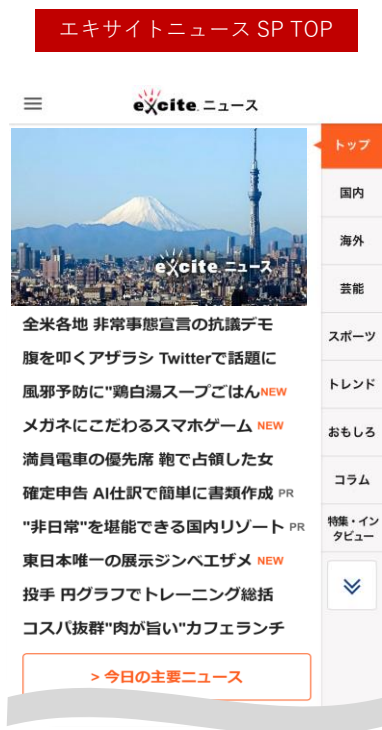 エキサイトニュース SP TOP
excite.ニュース
excite.ニュース
全米各地 非常事態宣言の抗議デモ
腹を叩くアザラシ Twitterで話題に
風邪予防に"鶏白湯スープごはんNEW
メガネにこだわるスマホゲーム NEW
満員電車の優先席 鞄で占領した女
確定申告 AI仕訳で簡単に書類作成 PR
"非日常"を堪能できる国内リゾート PR
東日本唯一の展示ジンベエザメ NEW
投手 円グラフでトレーニング総括
コスパ抜群"肉が旨い"カフェランチ
> 今日の主要ニュース
トップ
国内
海外
芸能
スポーツ
トレンド
おもしろ
コラム
特集・イン
タビュー